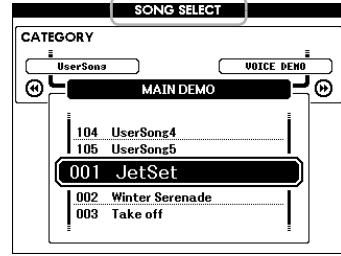 SONG SELECT
CATEGORY
UserSong VOICE DEMO
MAIN DEMO
104 UserSong4
105 UserSong5
001 JetSet
002 Winter Serenade
003 Take off